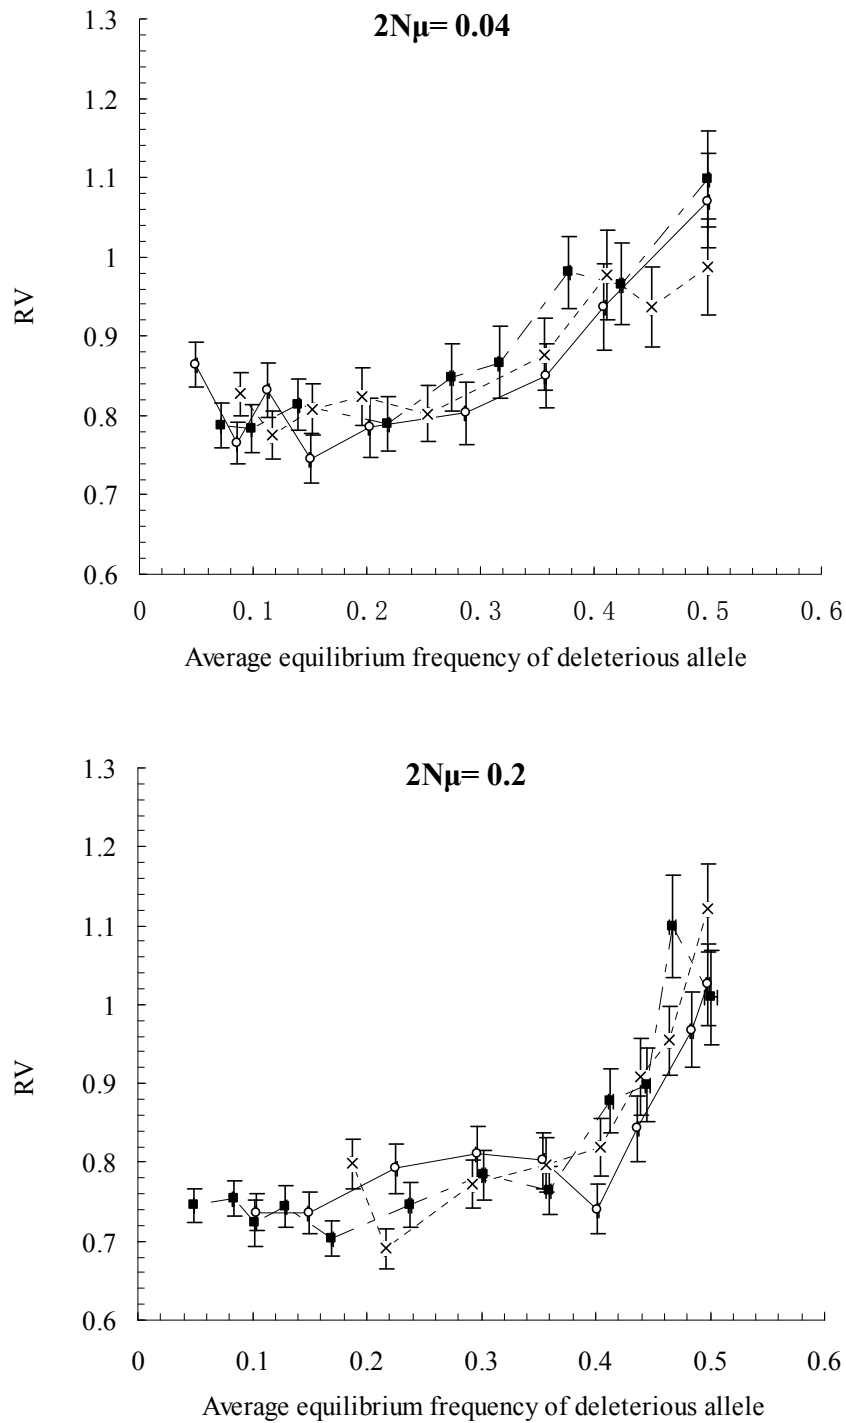 2Nμ= 0.04
1.3
1.2
1.1
1
0.9
0.8
0.7
0.6
RV
0 0.1 0.2 0.3 0.4 0.5 0.6
Average equilibrium frequency of deleterious allele
2Nμ= 0.2
1.3
1.2
1.1
1
0.9
0.8
0.7
0.6
RV
0 0.1 0.2 0.3 0.4 0.5 0.6
Average equilibrium frequency of deleterious allele